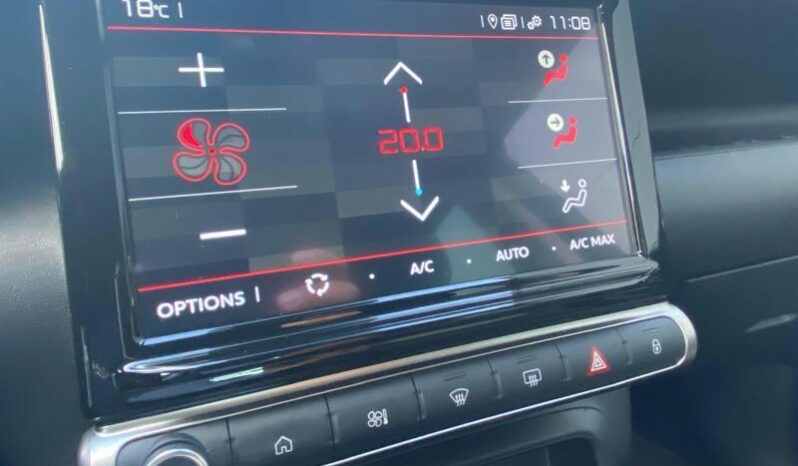 18°C
11:08
20.0
OPTIONS A/C AUTO A/C MAX